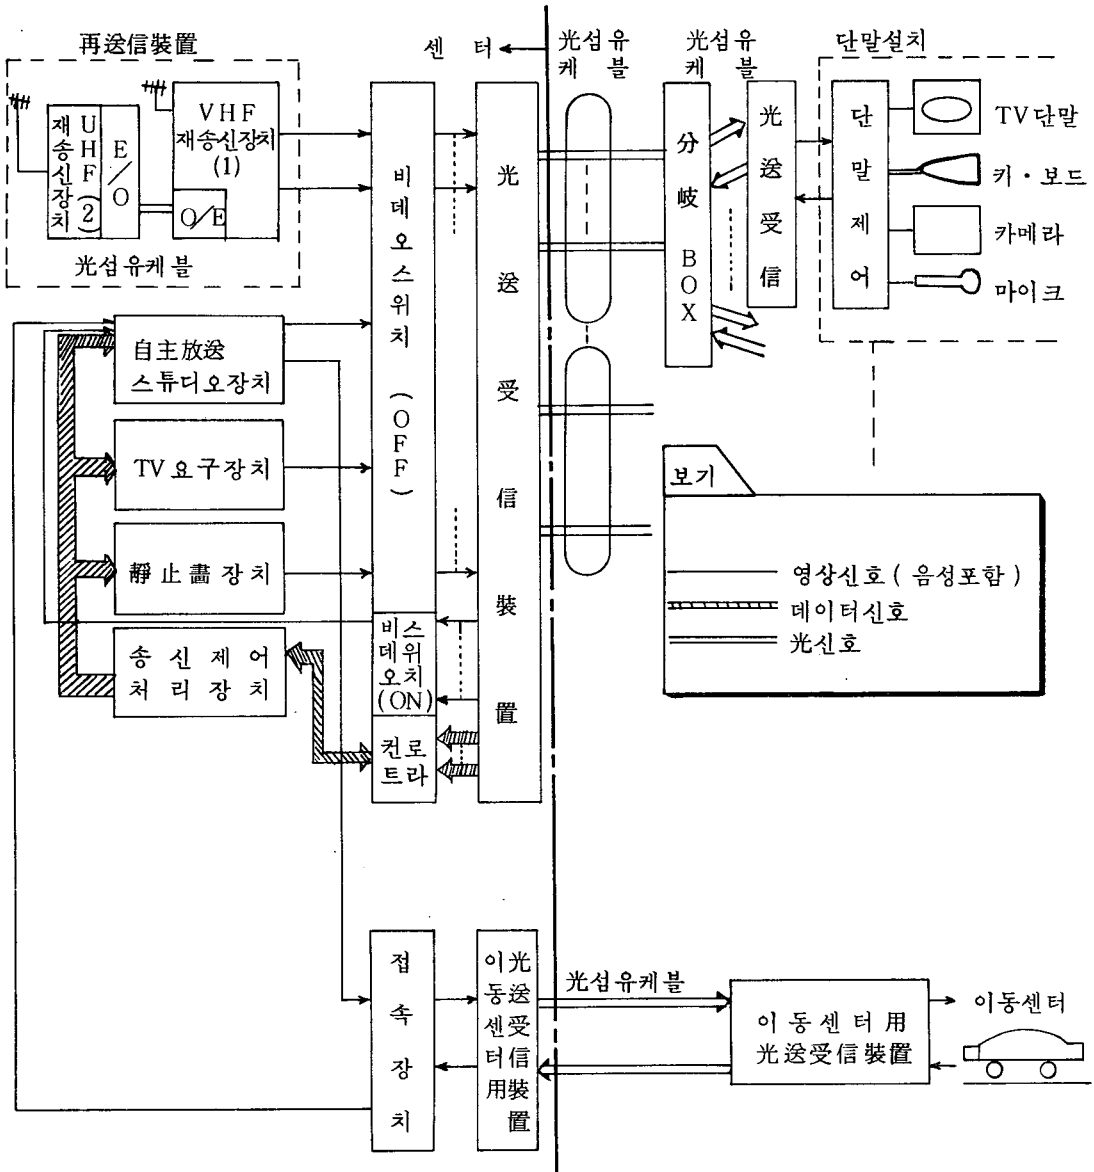 再送信裝置
센 터
光섬유
케 블
光섬유
케 블
단말설치
재송신장치
UHF(2)
E/O
VHF
재송신장치
(1)
O/E
光섬유케블
비데오스위치 (OFF)
光送受信裝置
分岐 BOX
光送受信
단말제어
TV단말
키·보드
카메라
마이크
自主放送
스튜디오장치
TV요구장치
靜止畵장치
송신제어
처리장치
비데오
스위치
(ON)
컨로
트라
보기
영상신호(음성포함)
데이터신호
光신호
접속장치
이동센터用
光送受信裝置
光섬유케블
이동센터用
光送受信裝置
이동센터